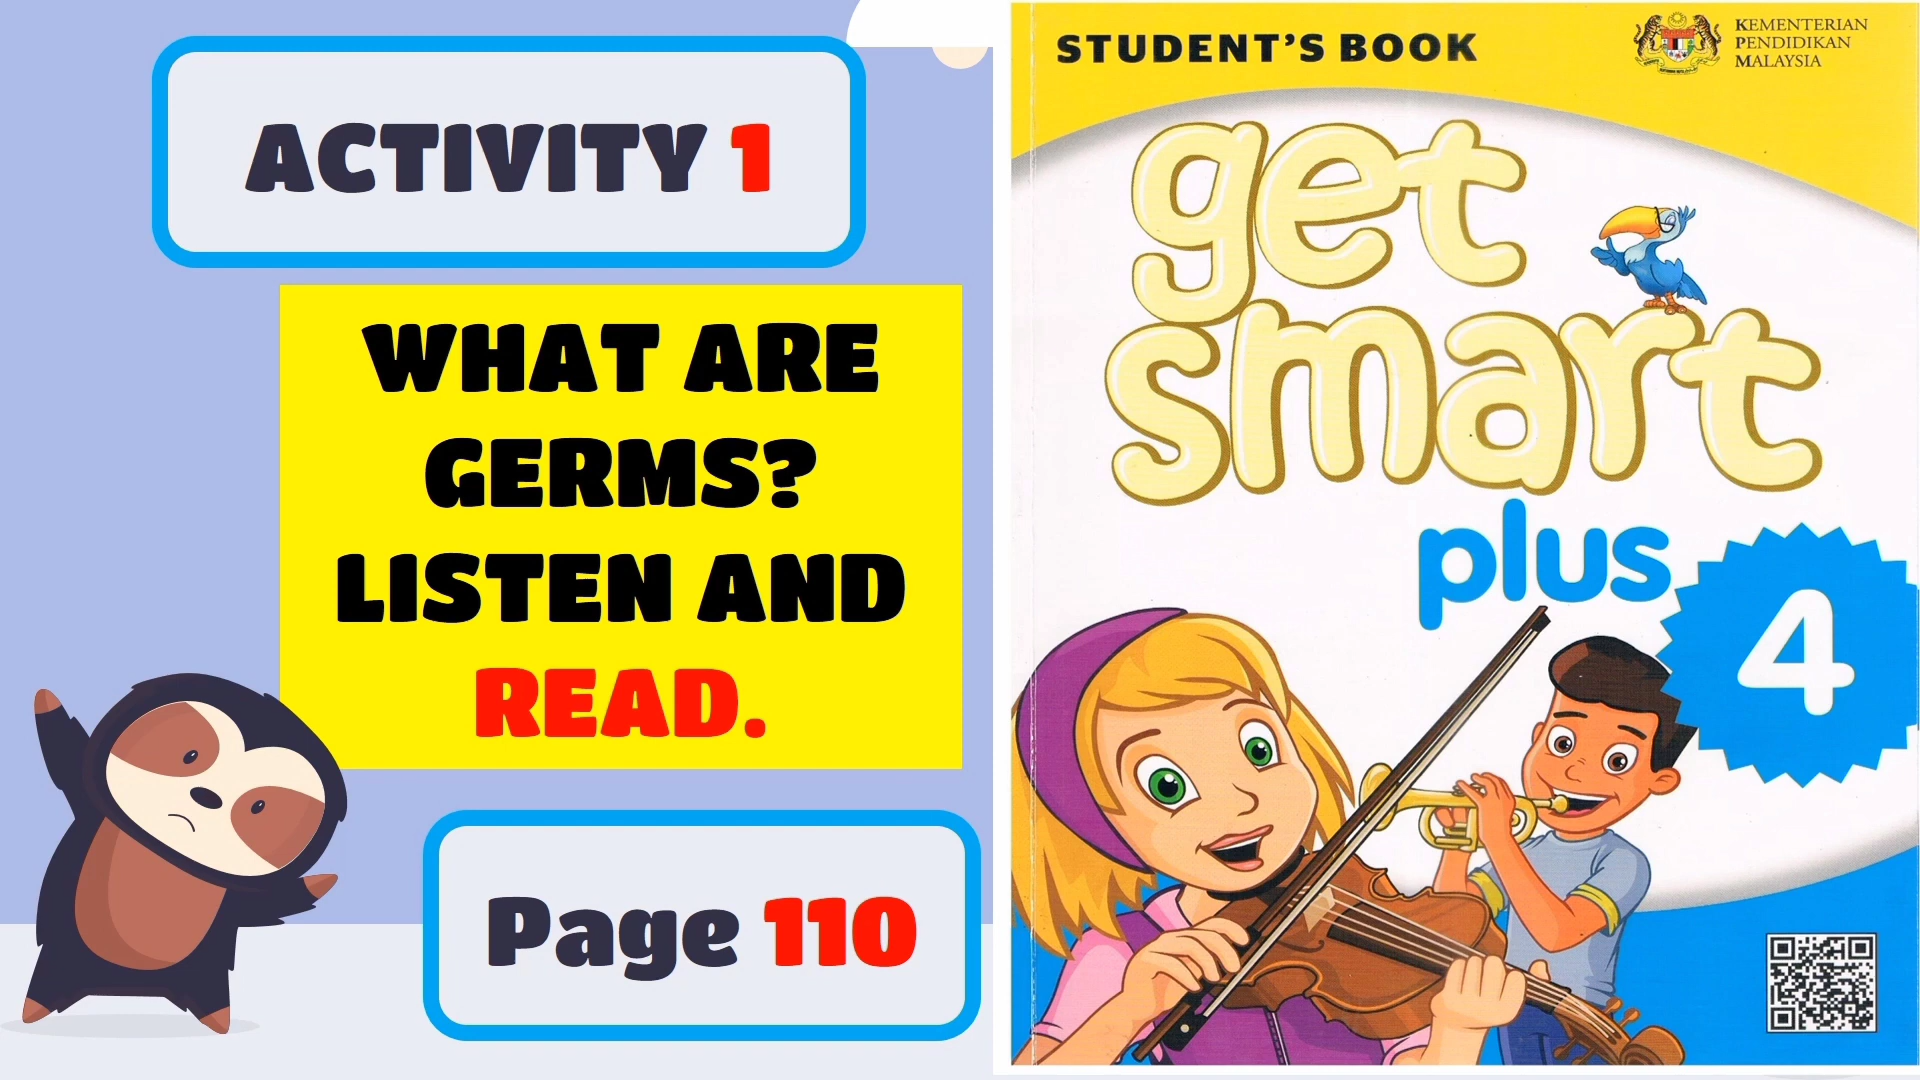 ACTIVITY 1
WHAT ARE
GERMS?
LISTEN AND
READ.
Page 110
STUDENT'S BOOK
KEMENTERIAN
PENDIDIKAN
MALAYSIA
get
smart
plus
4